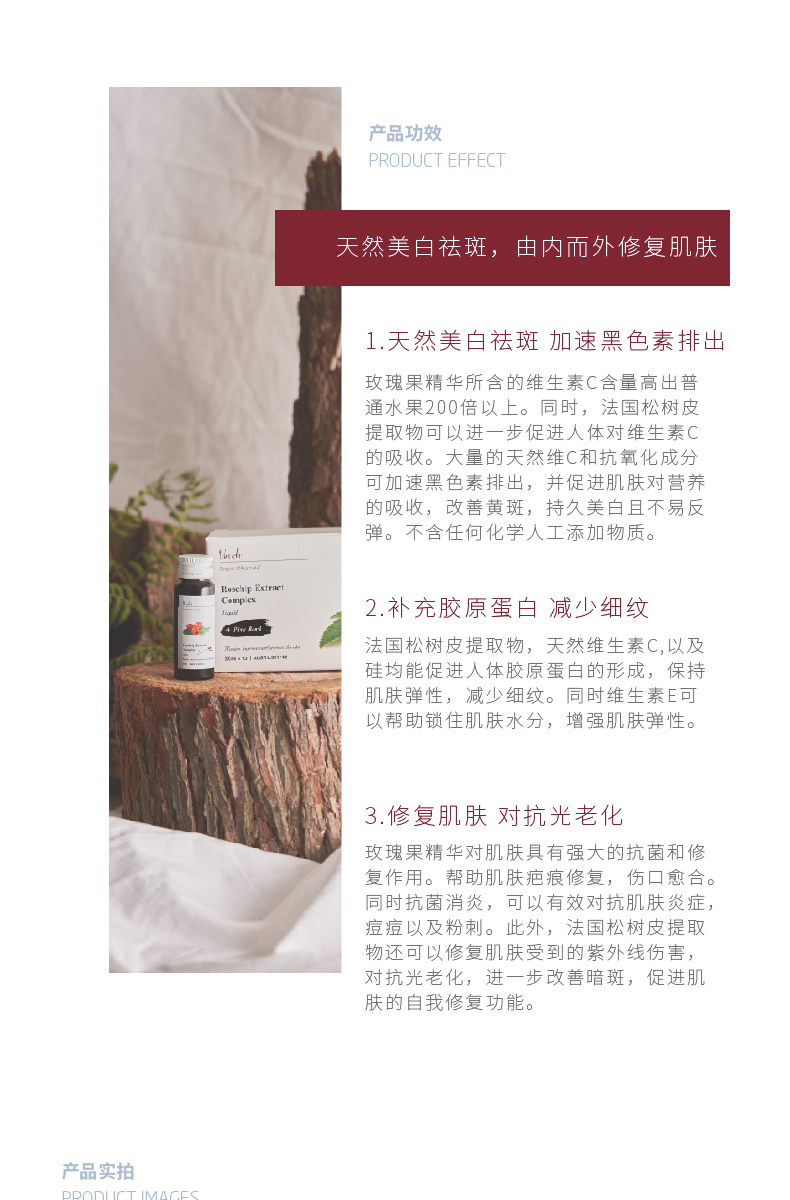 产品功效
PRODUCT EFFECT
天然美白祛斑，由内而外修复肌肤
1.天然美白祛斑 加速黑色素排出
玫瑰果精华所含的维生素C含量高出普
通水果200倍以上。同时，法国松树皮
提取物可以进一步促进人体对维生素C
的吸收。大量的天然维C和抗氧化成分
可加速黑色素排出，并促进肌肤对营养
的吸收，改善黄斑，持久美白且不易反
弹。不含任何化学人工添加物质。
Rosehip Extract
Complex
Liquid
+ Pine Bark
2.补充胶原蛋白 减少细纹
法国松树皮提取物，天然维生素C,以及
硅均能促进人体胶原蛋白的形成，保持
肌肤弹性，减少细纹。同时维生素E可
以帮助锁住肌肤水分，增强肌肤弹性。
3.修复肌肤 对抗光老化
玫瑰果精华对肌肤具有强大的抗菌和修
复作用。帮助肌肤疤痕修复，伤口愈合。
同时抗菌消炎，可以有效对抗肌肤炎症，
痘痘以及粉刺。此外，法国松树皮提取
物还可以修复肌肤受到的紫外线伤害，
对抗光老化，进一步改善暗斑，促进肌
肤的自我修复功能。
产品实拍
PRODUCT IMAGES